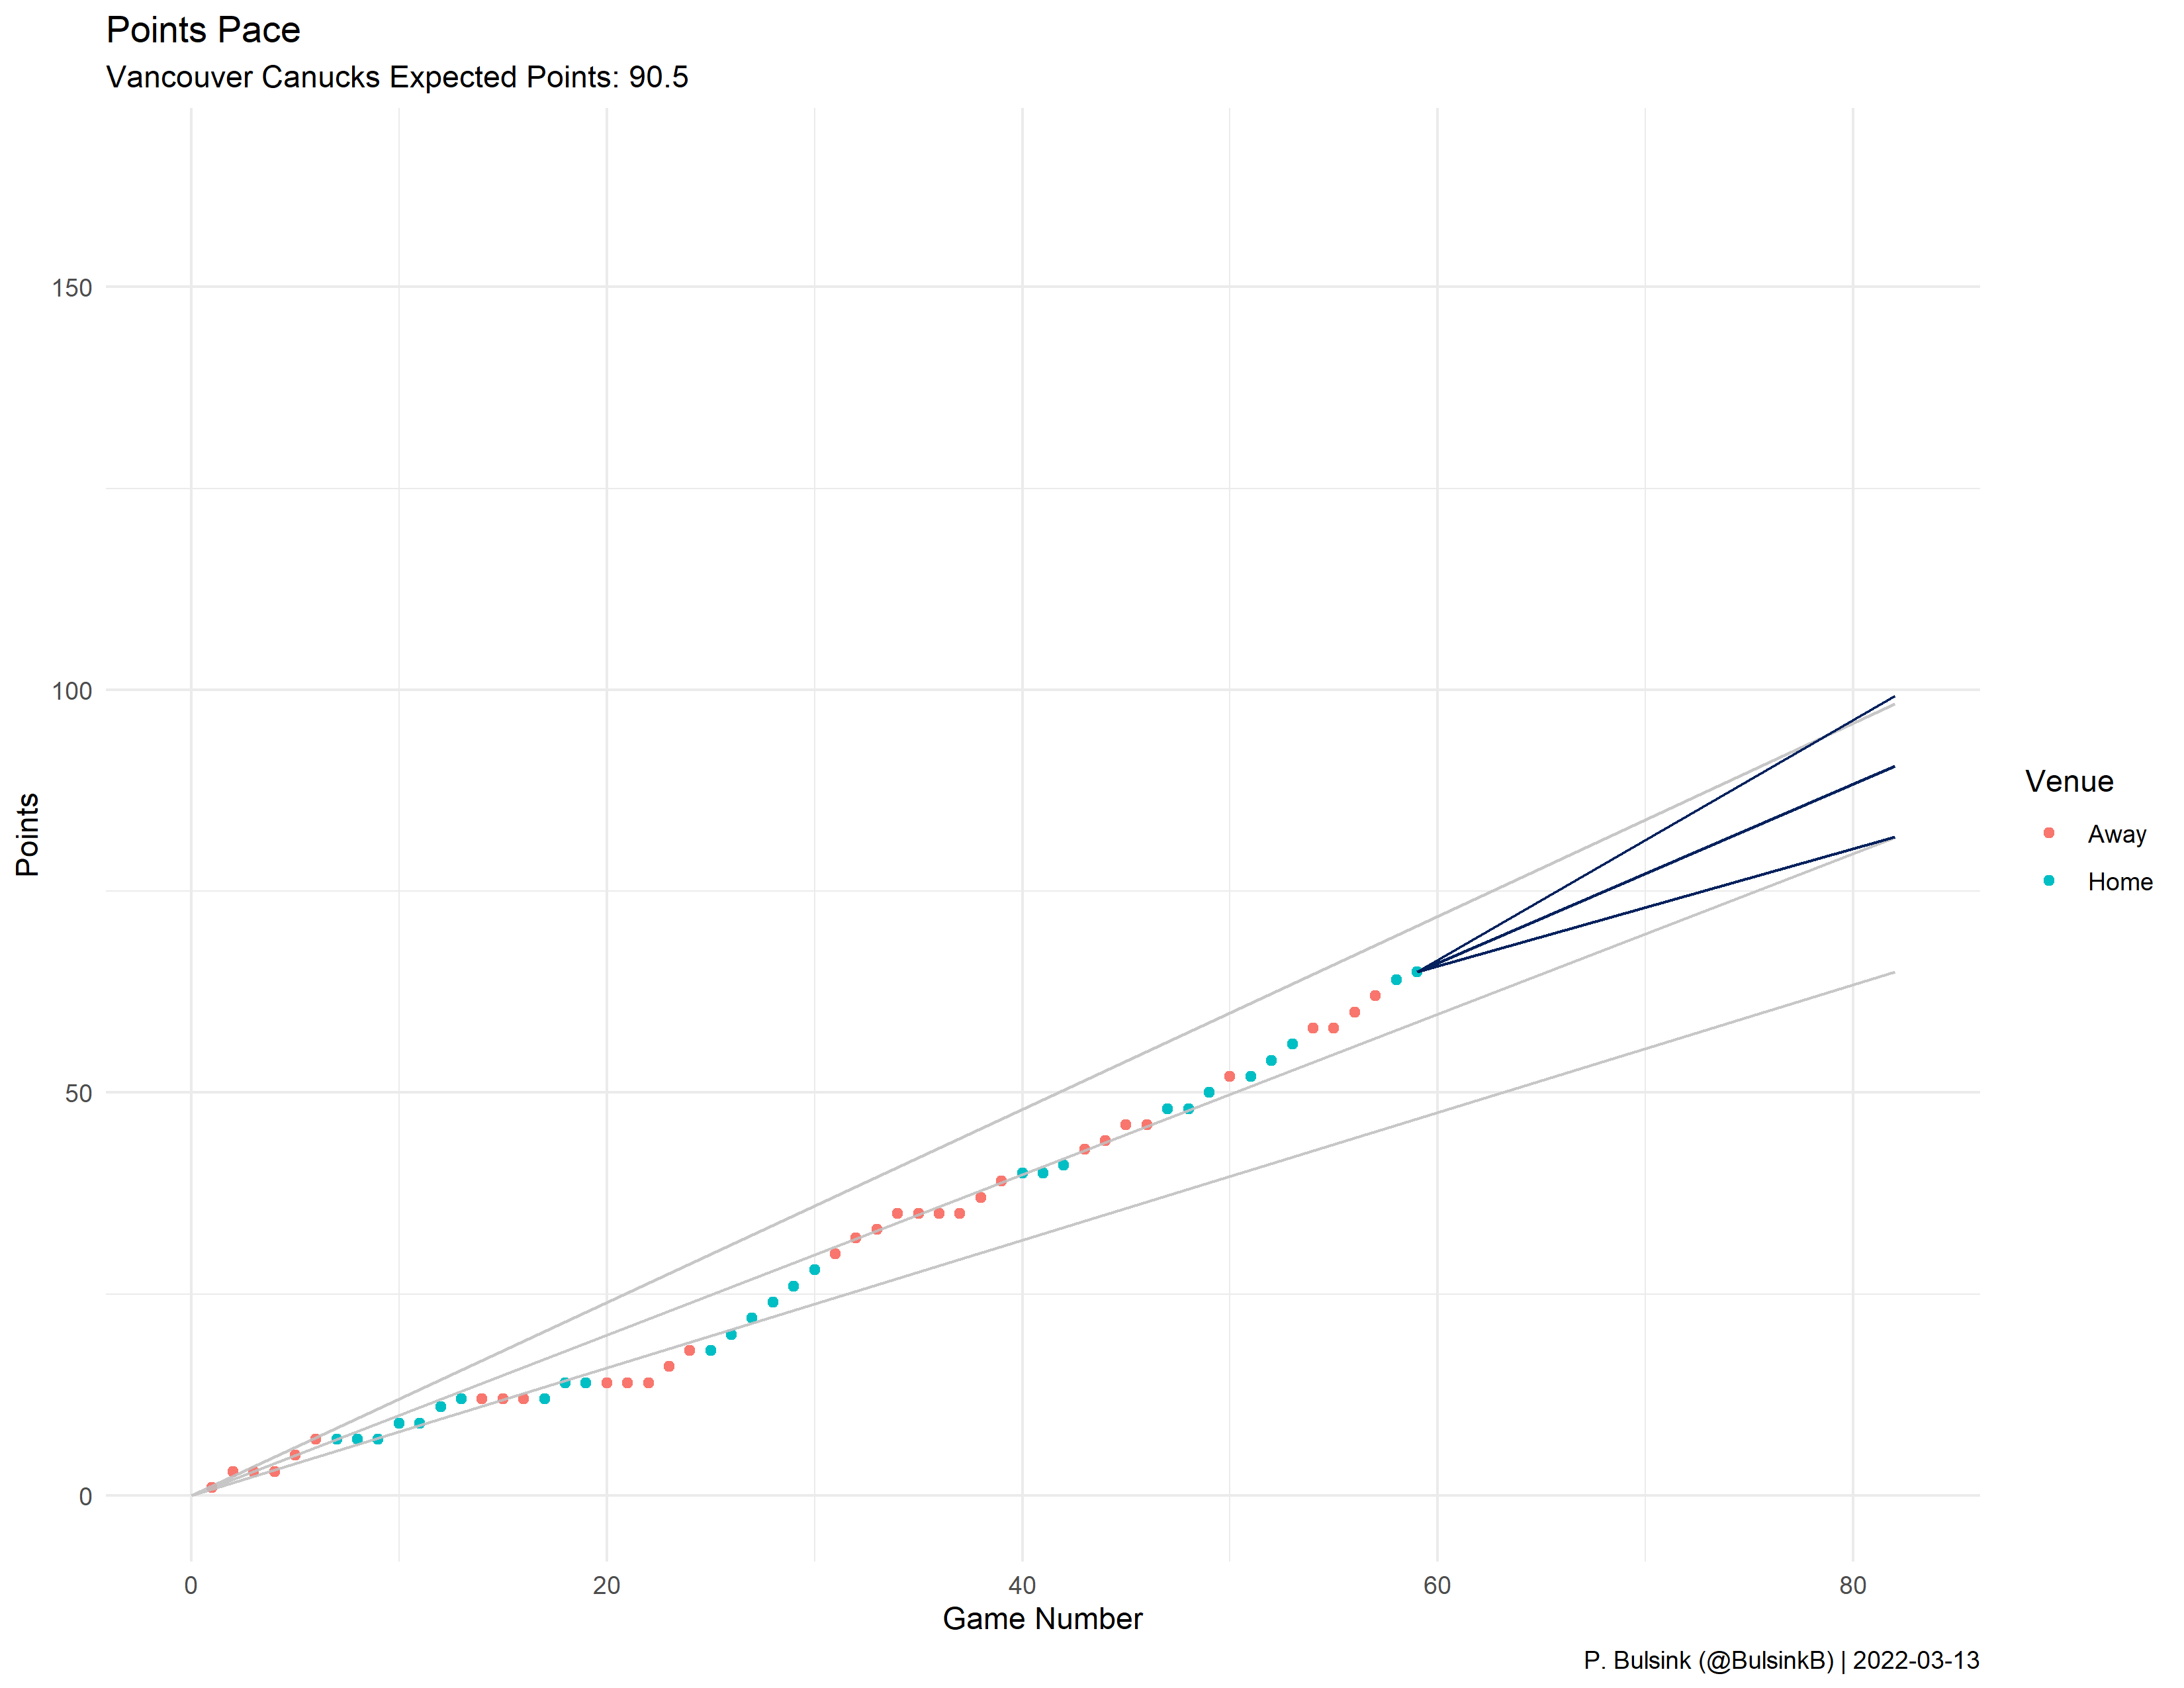 Points Pace
Vancouver Canucks Expected Points: 90.5
150
100
50
0
Points
0 20 40 60 80
Game Number
Venue
Away
Home
P. Bulsink (@BulsinkB) | 2022-03-13